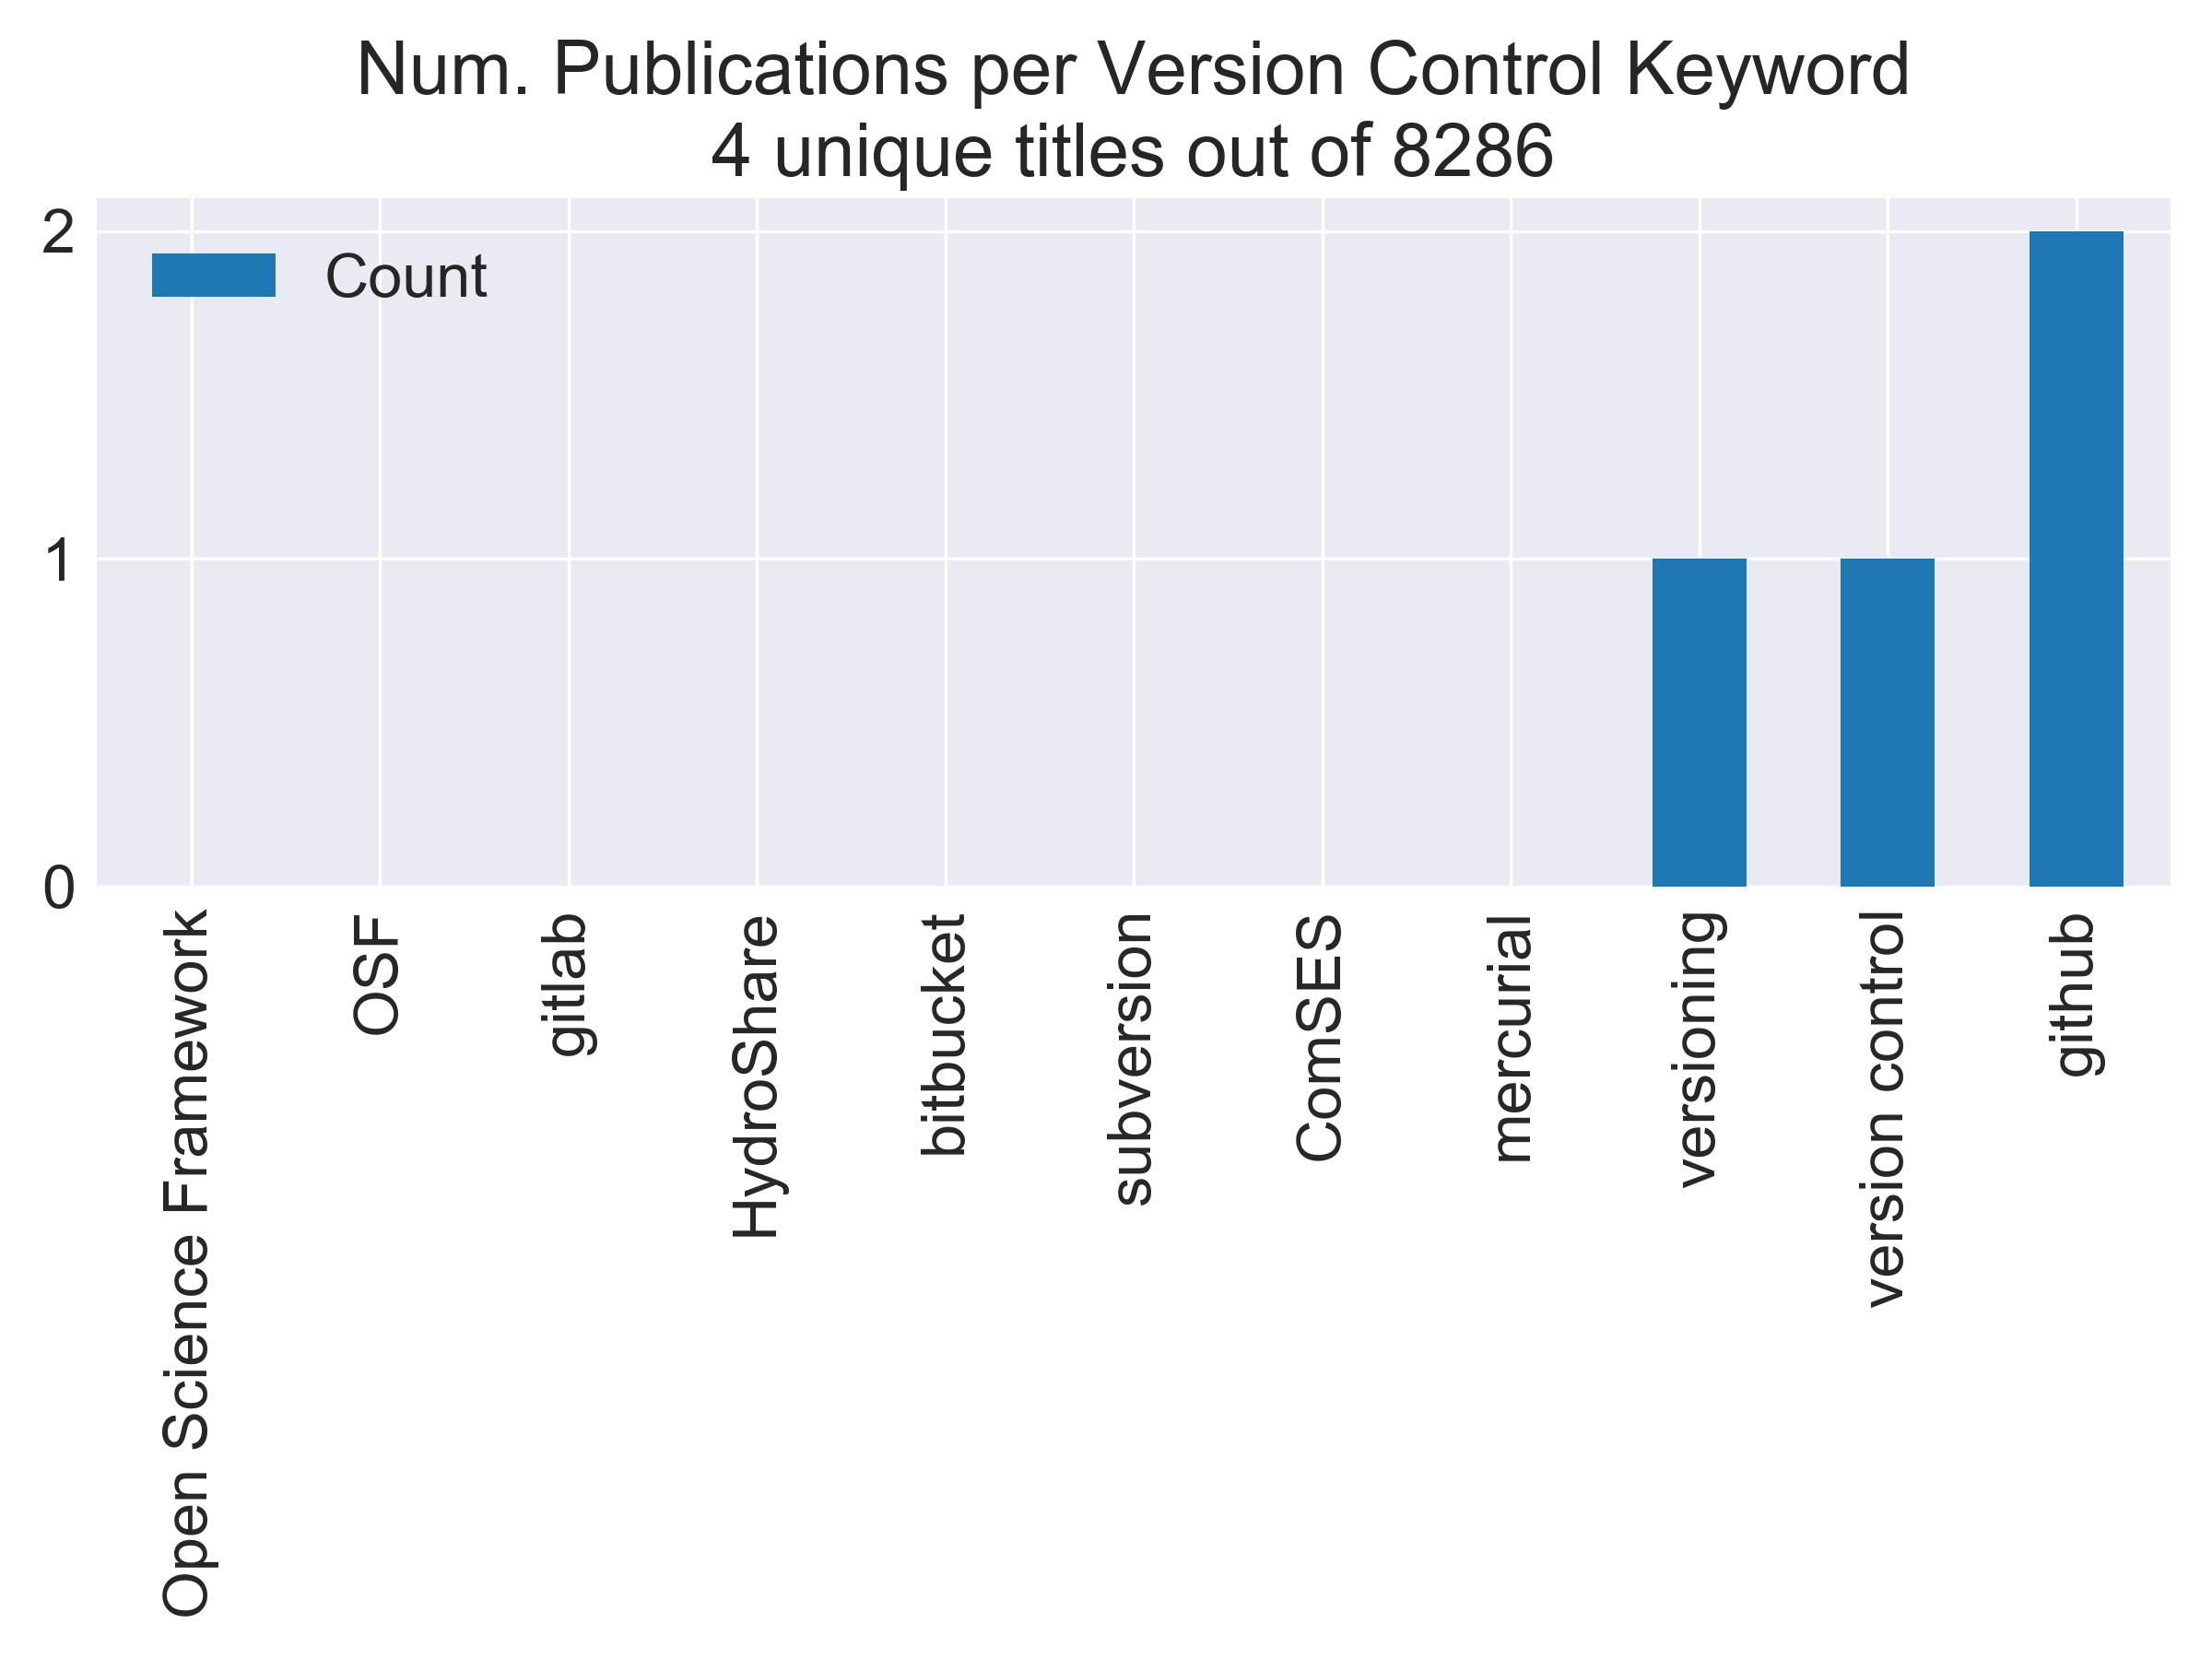 Num. Publications per Version Control Keyword
4 unique titles out of 8286
2
1
0
Count
Open Science Framework
OSF
gitlab
HydroShare
bitbucket
subversion
ComSES
mercurial
versioning
version control
github